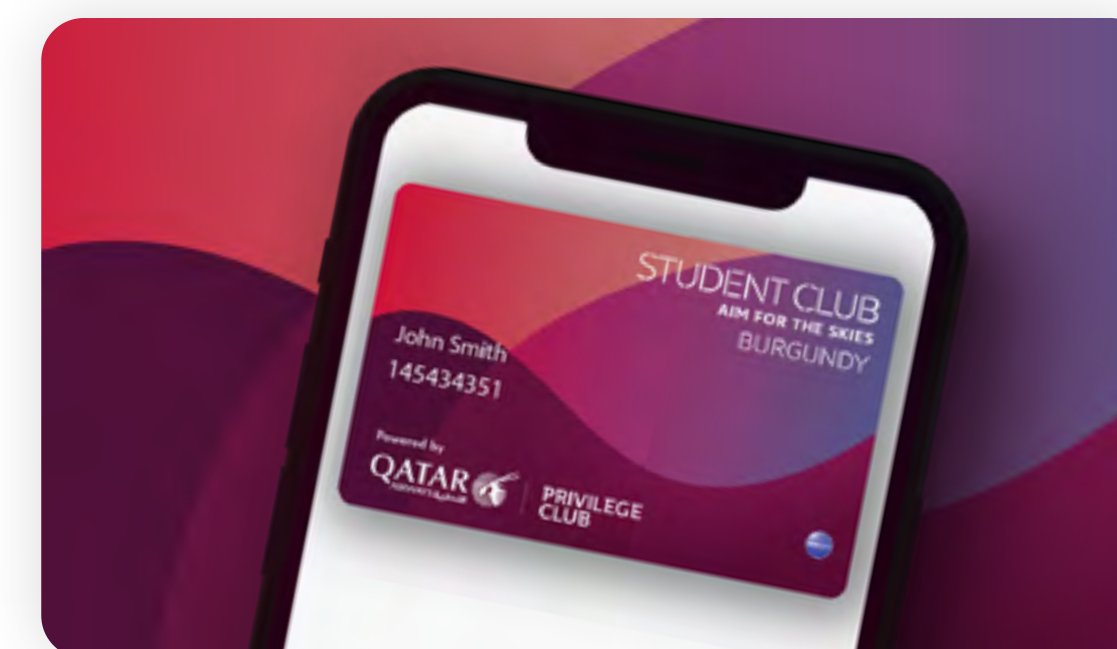 STUDENT CLUB
AIM FOR THE SKIES
BURGUNDY
John Smith
145434351
Powered by
QATAR
PRIVILEGE
CLUB